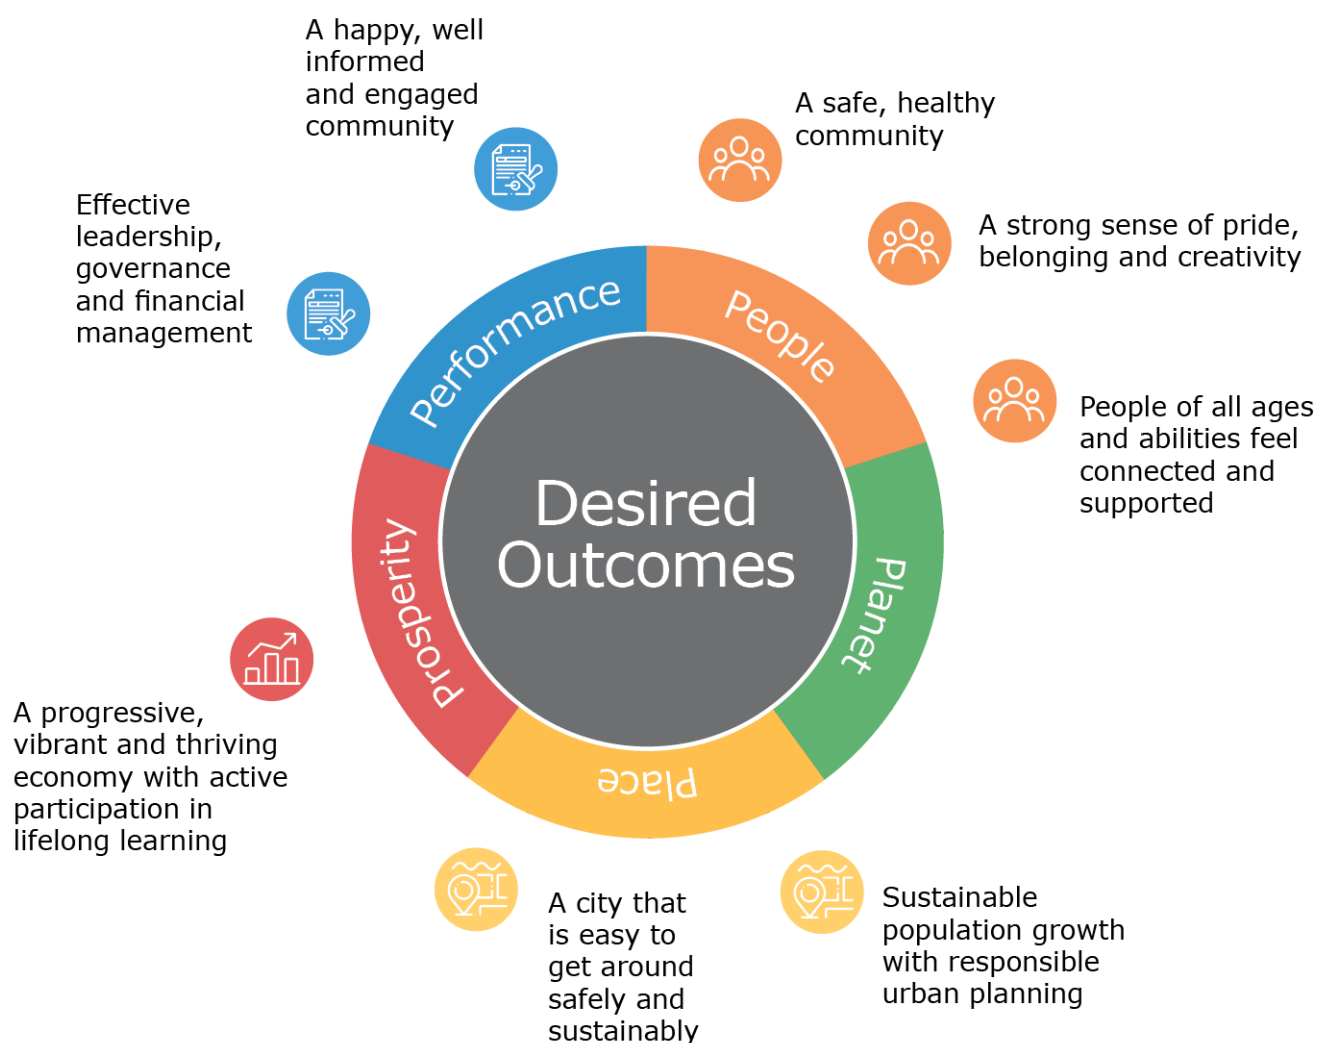 A happy, well
informed
and engaged
community
A safe, healthy
community
Effective
leadership,
governance
and financial
management
A strong sense of pride,
belonging and creativity
People of all ages
and abilities feel
connected and
supported
Performance
People
Planet
Place
Prosperity
Desired
Outcomes
A progressive,
vibrant and thriving
economy with active
participation in
lifelong learning
A city that
is easy to
get around
safely and
sustainably
Sustainable
population growth
with responsible
urban planning